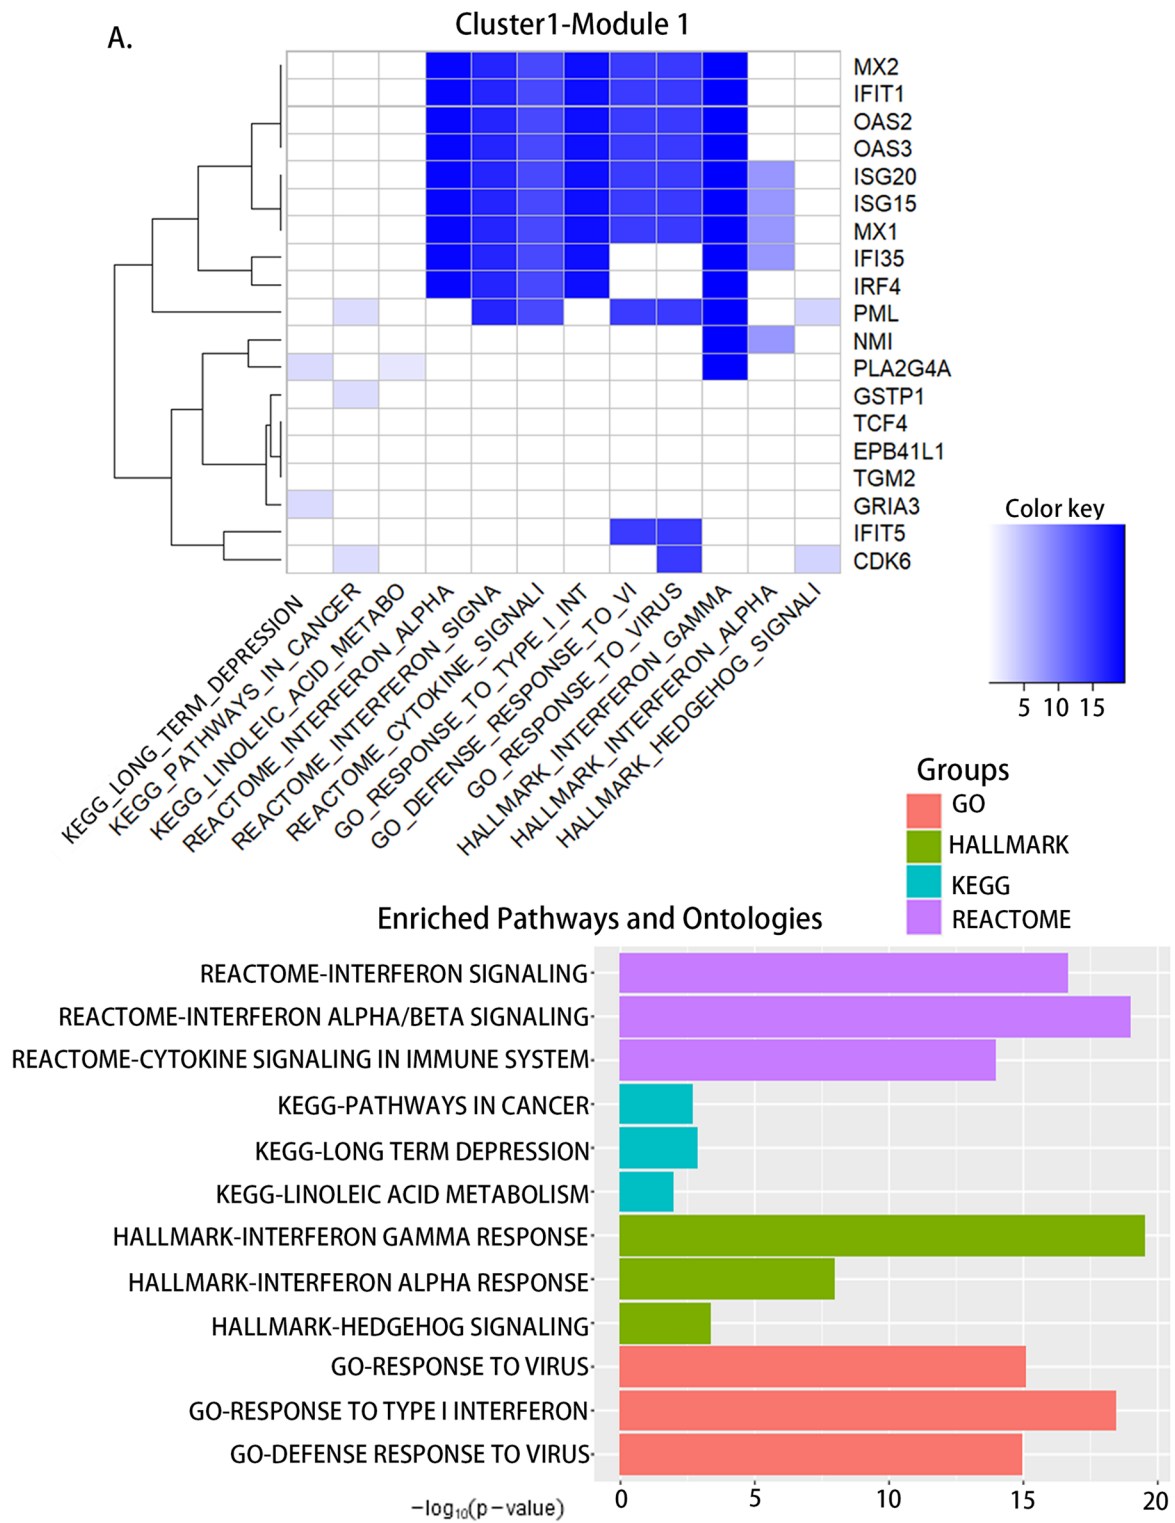 A.
Cluster1-Module 1
MX2
IFIT1
OAS2
OAS3
ISG20
ISG15
MX1
IFI35
IRF4
PML
NMI
PLA2G4A
GSTP1
TCF4
EPB41L1
TGM2
GRIA3
IFIT5
CDK6
KEGG_LONG_TERM_DEPRESSION
KEGG_PATHWAYS_IN_CANCER
KEGG_LINOLEIC_ACID_METABO
REACTOME_INTERFERON_ALPHA
REACTOME_INTERFERON_SIGNA
REACTOME_CYTOKINE_SIGNALI
GO_RESPONSE_TO_TYPE_I_INT
GO_DEFENSE_RESPONSE_TO_VI
GO_RESPONSE_TO_VIRUS
HALLMARK_INTERFERON_GAMMA
HALLMARK_INTERFERON_ALPHA
HALLMARK_HEDGEHOG_SIGNALI
Color key
5 10 15
Groups
GO
HALLMARK
KEGG
REACTOME
Enriched Pathways and Ontologies
REACTOME-INTERFERON SIGNALING
REACTOME-INTERFERON ALPHA/BETA SIGNALING
REACTOME-CYTOKINE SIGNALING IN IMMUNE SYSTEM
KEGG-PATHWAYS IN CANCER
KEGG-LONG TERM DEPRESSION
KEGG-LINOLEIC ACID METABOLISM
HALLMARK-INTERFERON GAMMA RESPONSE
HALLMARK-INTERFERON ALPHA RESPONSE
HALLMARK-HEDGEHOG SIGNALING
GO-RESPONSE TO VIRUS
GO-RESPONSE TO TYPE I INTERFERON
GO-DEFENSE RESPONSE TO VIRUS
0 5 10 15 20
−log₁₀(p−value)